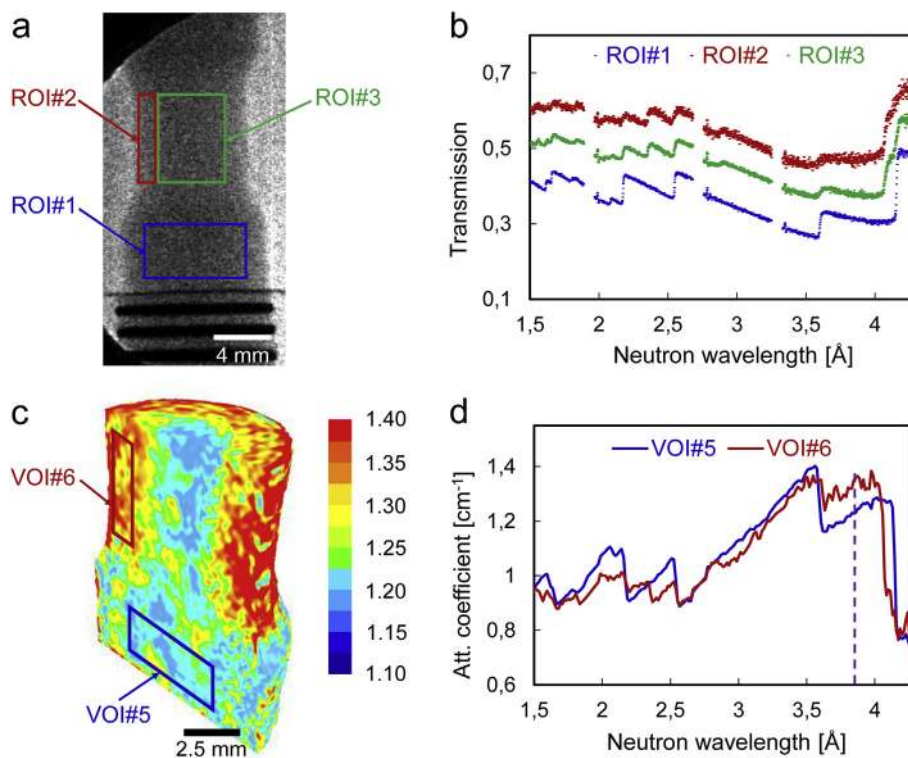 a
ROI#2
ROI#3
ROI#1
4 mm
b
ROI#1 ROI#2 ROI#3
Transmission
0,7
0,5
0,3
0,1
1,5 2 2,5 3 3,5 4
Neutron wavelength [Å]
c
VOI#6
VOI#5
2.5 mm
1.40
1.35
1.30
1.25
1.20
1.15
1.10
d
VOI#5 VOI#6
Att. coefficient [cm⁻¹]
1,4
1,2
1
0,8
0,6
1,5 2 2,5 3 3,5 4
Neutron wavelength [Å]